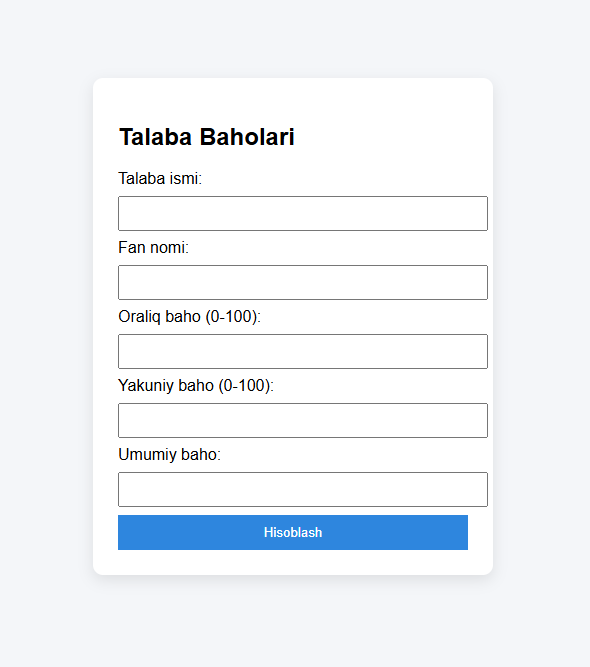 Talaba Baholari
Talaba ismi:
Fan nomi:
Oraliq baho (0-100):
Yakuniy baho (0-100):
Umumiy baho:
Hisoblash